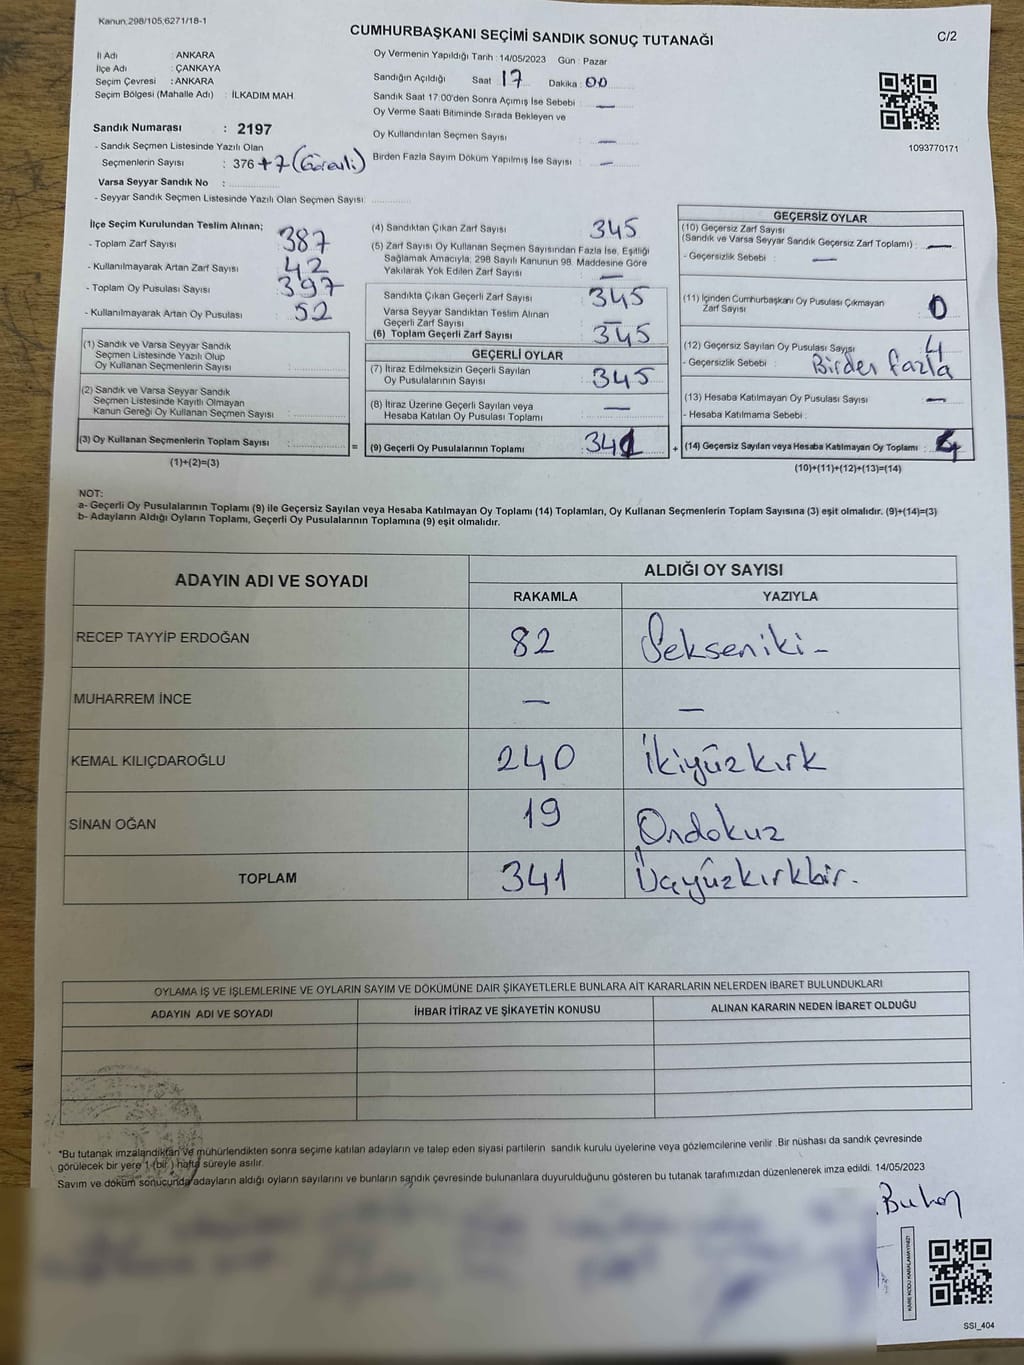 Kanun,298/105,6271/18-1
CUMHURBAŞKANI SEÇİMİ SANDIK SONUÇ TUTANAĞI
C/2
İl Adı : ANKARA
İlçe Adı : ÇANKAYA
Seçim Çevresi : ANKARA
Seçim Bölgesi (Mahalle Adı) : İLKADIM MAH.
Oy Vermenin Yapıldığı Tarih : 14/05/2023 Gün : Pazar
Sandığın Açıldığı Saat 17 Dakika : 00
Sandık Saat 17:00'den Sonra Açımış İse Sebebi —
Oy Verme Saati Bitiminde Sırada Bekleyen ve
Oy Kullandırılan Seçmen Sayısı —
Birden Fazla Sayım Döküm Yapılmış İse Sayısı : —
1093770171
Sandık Numarası : 2197
- Sandık Seçmen Listesinde Yazılı Olan
Seçmenlerin Sayısı : 376 +7 (Görevli)
Varsa Seyyar Sandık No :
- Seyyar Sandık Seçmen Listesinde Yazılı Olan Seçmen Sayısı:
İlçe Seçim Kurulundan Teslim Alınan;
- Toplam Zarf Sayısı : 387
- Kullanılmayarak Artan Zarf Sayısı : 42
- Toplam Oy Pusulası Sayısı : 397
- Kullanılmayarak Artan Oy Pusulası : 52
(1) Sandık ve Varsa Seyyar Sandık
Seçmen Listesinde Yazılı Olup
Oy Kullanan Seçmenlerin Sayısı :
(2) Sandık ve Varsa Seyyar Sandık
Seçmen Listesinde Kayıtlı Olmayan
Kanun Gereği Oy Kullanan Seçmen Sayısı :
(3) Oy Kullanan Seçmenlerin Toplam Sayısı :
(1)+(2)=(3)
(4) Sandıktan Çıkan Zarf Sayısı 345
(5) Zarf Sayısı Oy Kullanan Seçmen Sayısından Fazla İse, Eşitliği
Sağlamak Amacıyla; 298 Sayılı Kanunun 98. Maddesine Göre
Yakılarak Yok Edilen Zarf Sayısı —
Sandıkta Çıkan Geçerli Zarf Sayısı 345
Varsa Seyyar Sandıktan Teslim Alınan
Geçerli Zarf Sayısı —
(6) Toplam Geçerli Zarf Sayısı 345
GEÇERLİ OYLAR
(7) İtiraz Edilmeksizin Geçerli Sayılan
Oy Pusulalarının Sayısı : 345
(8) İtiraz Üzerine Geçerli Sayılan veya
Hesaba Katılan Oy Pusulası Toplamı —
= (9) Geçerli Oy Pusulalarının Toplamı : 341
GEÇERSİZ OYLAR
(10) Geçersiz Zarf Sayısı
(Sandık ve Varsa Seyyar Sandık Geçersiz Zarf Toplamı) : —
- Geçersizlik Sebebi : —
(11) İçinden Cumhurbaşkanı Oy Pusulası Çıkmayan
Zarf Sayısı : 0
(12) Geçersiz Sayılan Oy Pusulası Sayısı 4
- Geçersizlik Sebebi : Birden fazla
(13) Hesaba Katılmayan Oy Pusulası Sayısı : —
- Hesaba Katılmama Sebebi :
+ (14) Geçersiz Sayılan veya Hesaba Katılmayan Oy Toplamı : 4
(10)+(11)+(12)+(13)=(14)
NOT:
a- Geçerli Oy Pusulalarının Toplamı (9) ile Geçersiz Sayılan veya Hesaba Katılmayan Oy Toplamı (14) Toplamları, Oy Kullanan Seçmenlerin Toplam Sayısına (3) eşit olmalıdır. (9)+(14)=(3)
b- Adayların Aldığı Oyların Toplamı, Geçerli Oy Pusulalarının Toplamına (9) eşit olmalıdır.
ADAYIN ADI VE SOYADI
ALDIĞI OY SAYISI
RAKAMLA YAZIYLA
RECEP TAYYİP ERDOĞAN 82 Sekseniki -
MUHARREM İNCE — —
KEMAL KILIÇDAROĞLU 240 İkiyüzkırk
SİNAN OĞAN 19 Ondokuz
TOPLAM 341 Üçyüzkırkbir.
OYLAMA İŞ VE İŞLEMLERİNE VE OYLARIN SAYIM VE DÖKÜMÜNE DAİR ŞİKAYETLERLE BUNLARA AİT KARARLARIN NELERDEN İBARET BULUNDUKLARI
ADAYIN ADI VE SOYADI İHBAR İTİRAZ VE ŞİKAYETİN KONUSU ALINAN KARARIN NEDEN İBARET OLDUĞU
*Bu tutanak imzalandıktan ve mühürlendikten sonra seçime katılan adayların ve talep eden siyasi partilerin sandık kurulu üyelerine veya gözlemcilerine verilir. Bir nüshası da sandık çevresinde
görülecek bir yere 1 (bir ) hafta süreyle asılır.
Sayım ve döküm sonucunda adayların aldığı oyların sayılarını ve bunların sandık çevresinde bulunanlara duyurulduğunu gösteren bu tutanak tarafımızdan düzenlenerek imza edildi. 14/05/2023
KARE KODU KARALAMAYINIZ!
SSI_404